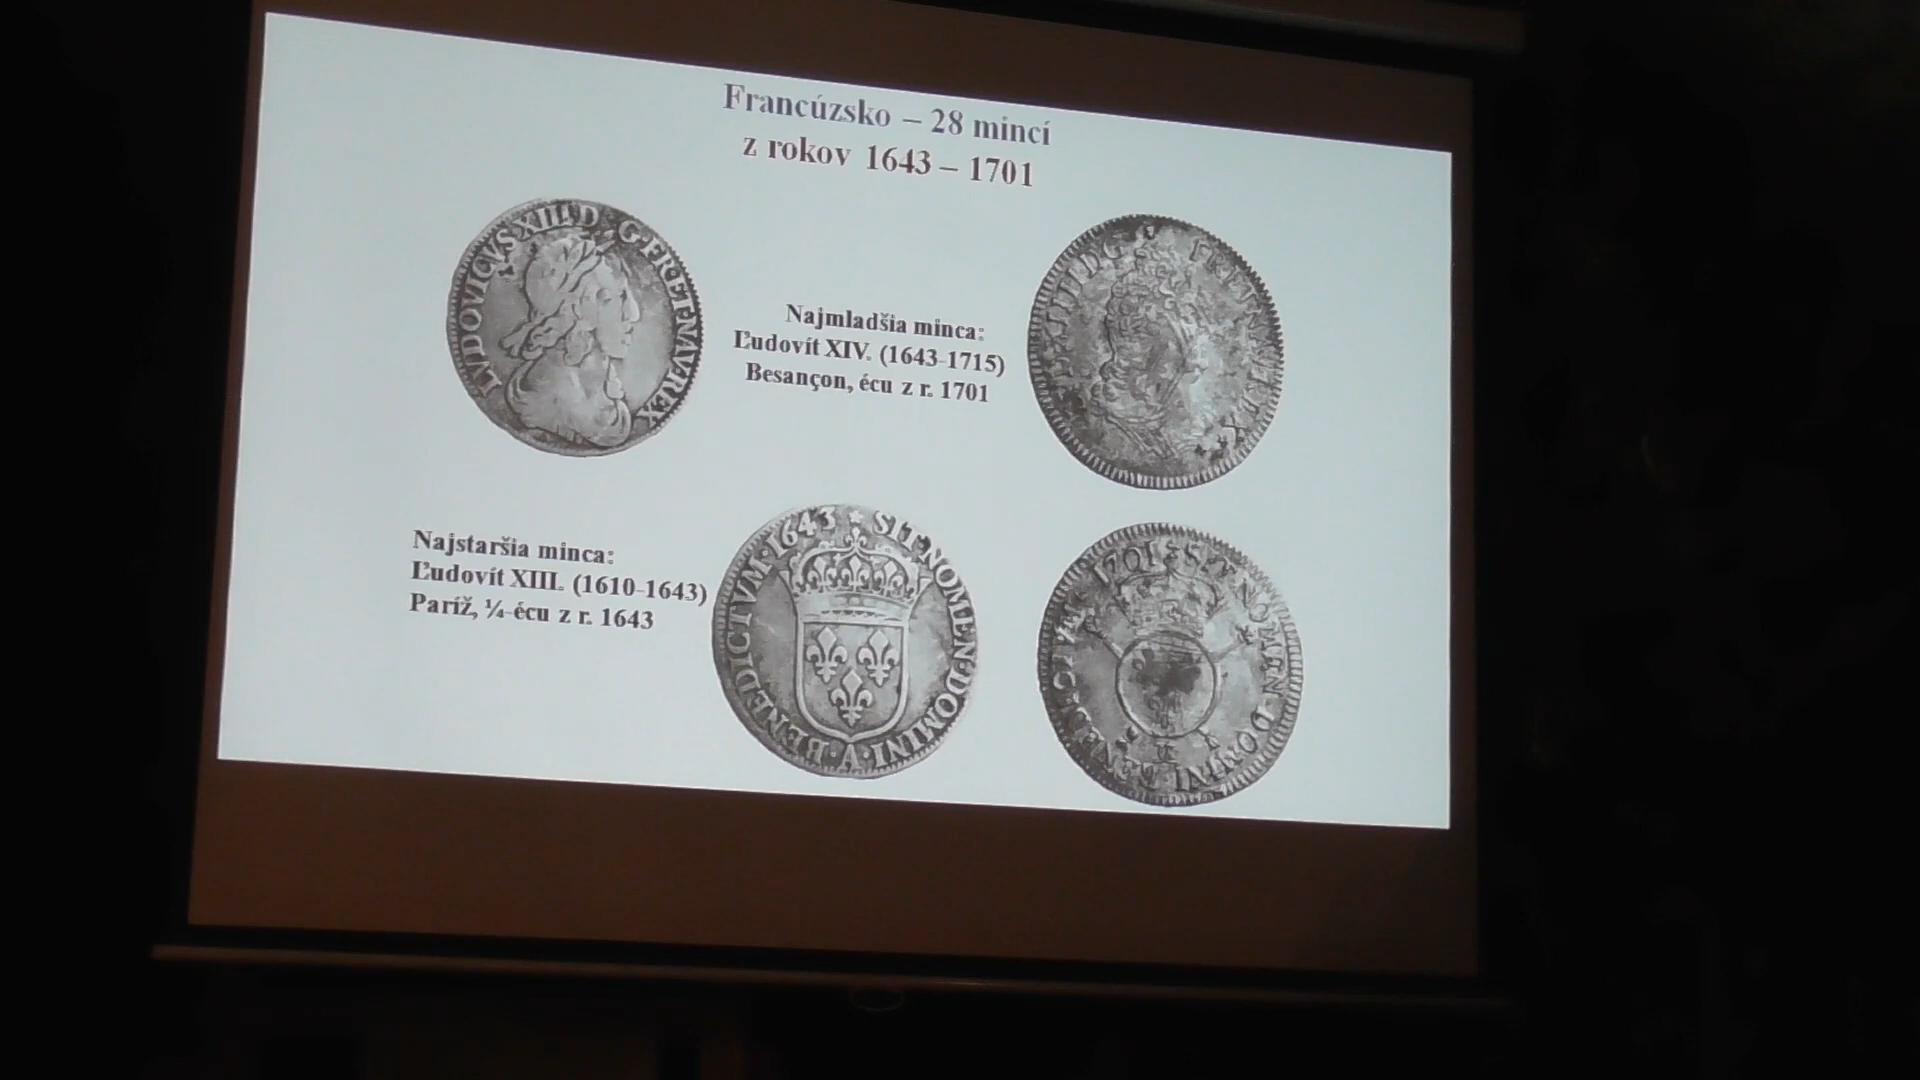 Francúzsko – 28 mincí
z rokov 1643 – 1701
LVDOVICVS XIII D G FR ET NAV REX
Najmladšia minca:
Ľudovít XIV. (1643-1715)
Besançon, écu z r. 1701
Najstaršia minca:
Ľudovít XIII. (1610-1643)
Paríž, ¼-écu z r. 1643
1643 * SIT·NOMEN·DOMINI·A·BENEDICTVM·
1701 NOMEN·DOMINI